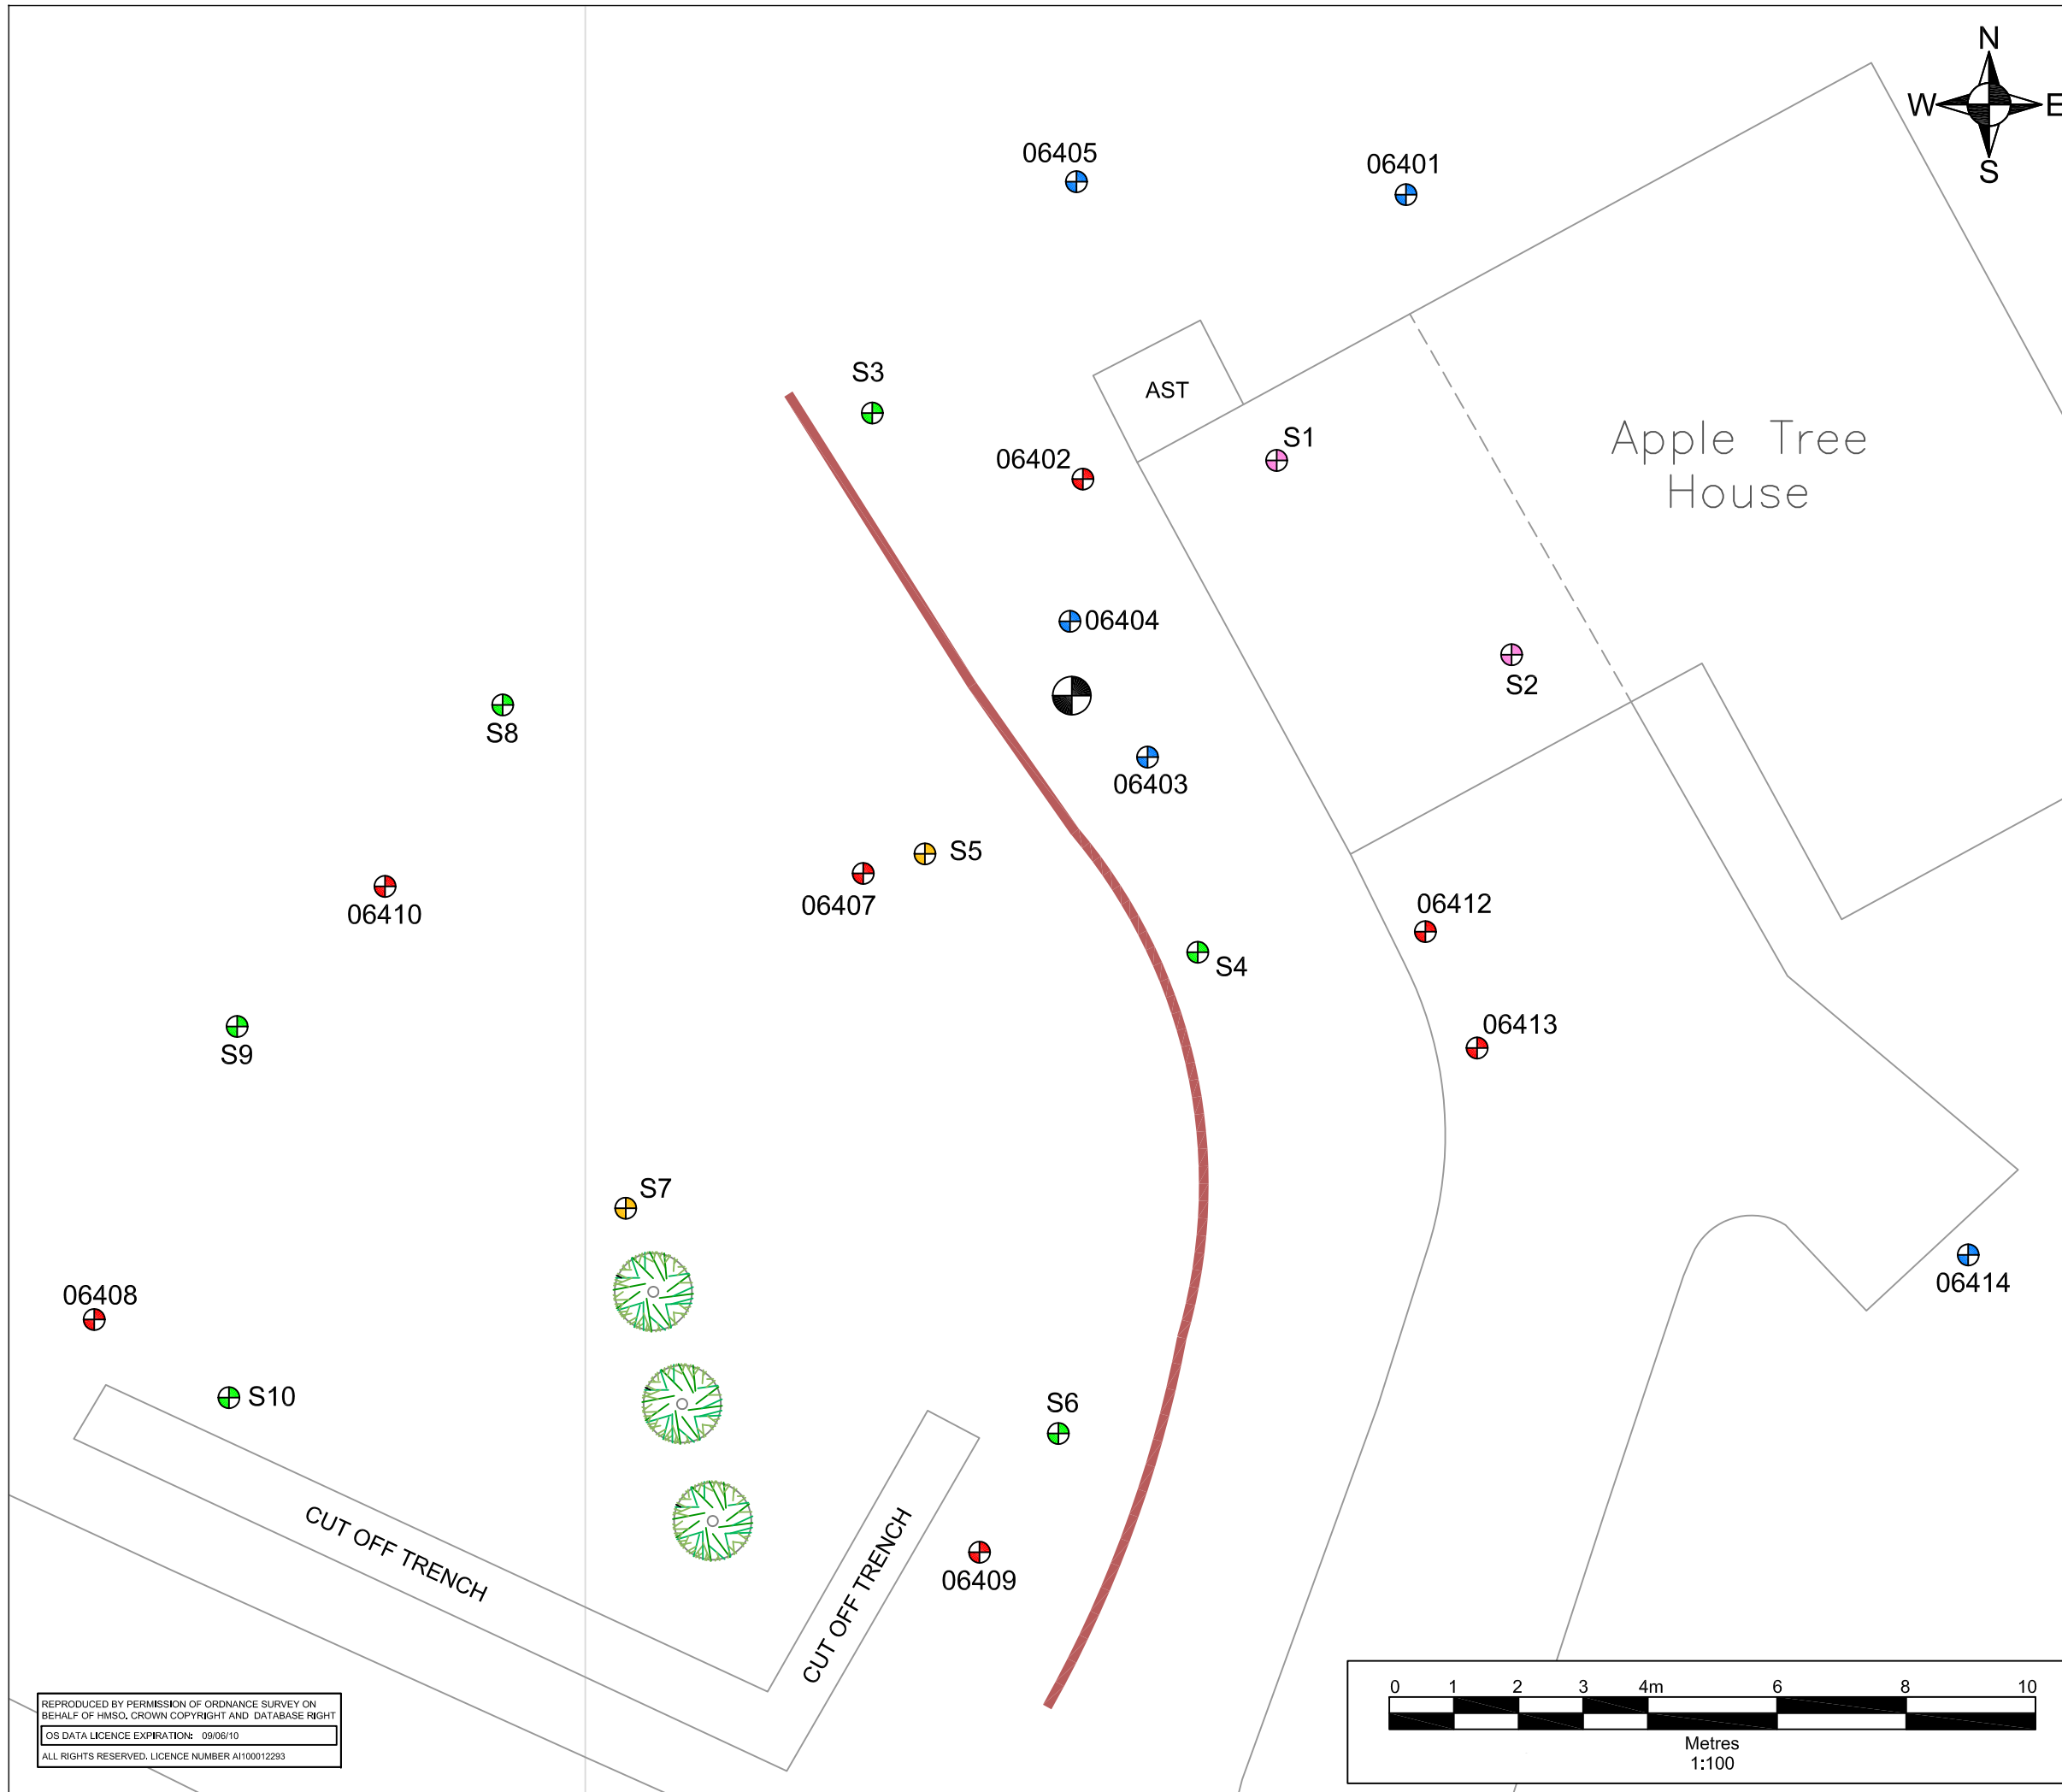 N
W E
S
06405
06401
S3
AST
S1
06402
Apple Tree
House
06404
S2
S8
06403
S5
06407
06410
06412
S4
S9
06413
S7
06408
06414
S10
S6
CUT OFF TRENCH
CUT OFF TRENCH
06409
REPRODUCED BY PERMISSION OF ORDNANCE SURVEY ON
BEHALF OF HMSO. CROWN COPYRIGHT AND DATABASE RIGHT
OS DATA LICENCE EXPIRATION: 09/06/10
ALL RIGHTS RESERVED. LICENCE NUMBER AI100012293
0 1 2 3 4m 6 8 10
Metres
1:100